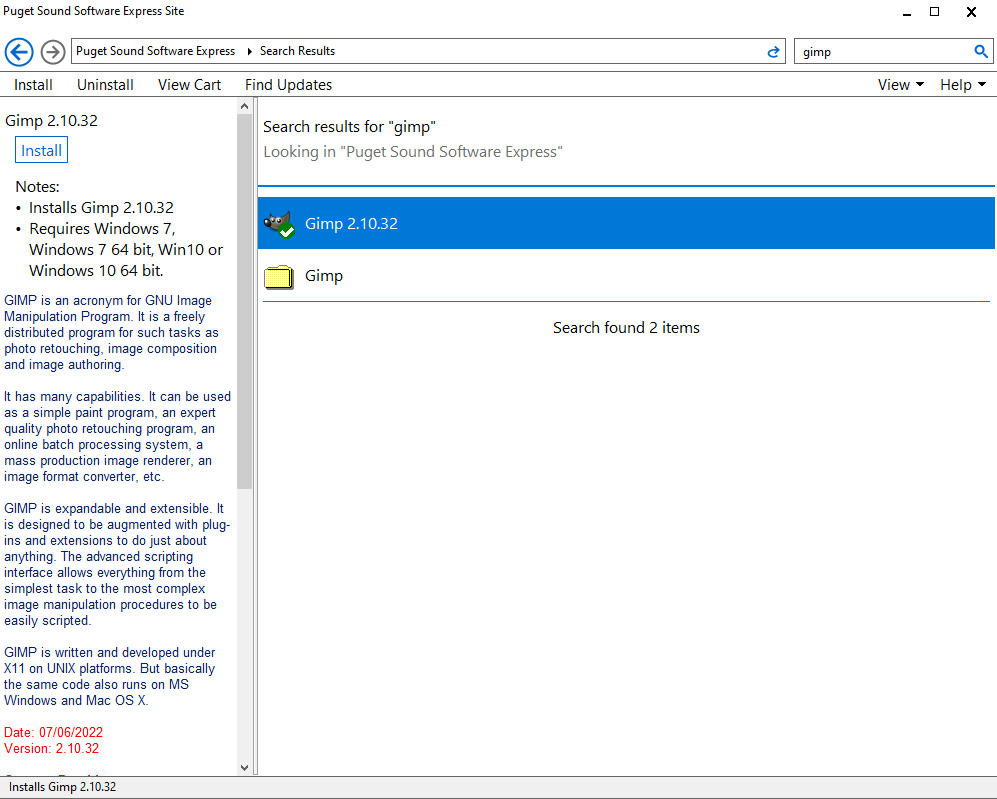 Puget Sound Software Express Site
Puget Sound Software Express Search Results
gimp
Install Uninstall View Cart Find Updates View Help
Gimp 2.10.32
Install
Notes:
• Installs Gimp 2.10.32
• Requires Windows 7,
Windows 7 64 bit, Win10 or
Windows 10 64 bit.
GIMP is an acronym for GNU Image
Manipulation Program. It is a freely
distributed program for such tasks as
photo retouching, image composition
and image authoring.
It has many capabilities. It can be used
as a simple paint program, an expert
quality photo retouching program, an
online batch processing system, a
mass production image renderer, an
image format converter, etc.
GIMP is expandable and extensible. It
is designed to be augmented with plug-
ins and extensions to do just about
anything. The advanced scripting
interface allows everything from the
simplest task to the most complex
image manipulation procedures to be
easily scripted.
GIMP is written and developed under
X11 on UNIX platforms. But basically
the same code also runs on MS
Windows and Mac OS X.
Date: 07/06/2022
Version: 2.10.32
Search results for "gimp"
Looking in "Puget Sound Software Express"
Gimp 2.10.32
Gimp
Search found 2 items
Installs Gimp 2.10.32